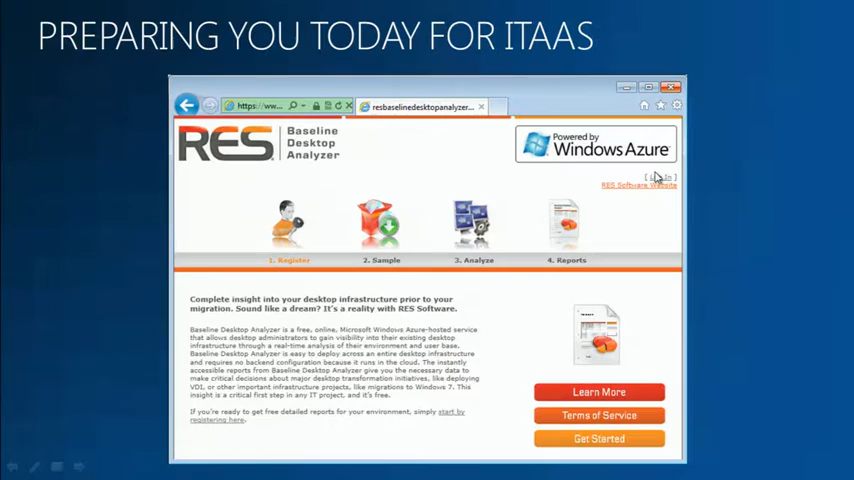 PREPARING YOU TODAY FOR ITAAS
https://ww...
resbaselinedesktopanalyzer...
RES
Baseline
Desktop
Analyzer
Powered by
Windows Azure
RES Software Website
1. Register
2. Sample
3. Analyze
4. Reports
Complete insight into your desktop infrastructure prior to your
migration. Sound like a dream? It's a reality with RES Software.
Baseline Desktop Analyzer is a free, online, Microsoft Windows Azure-hosted service
that allows desktop administrators to gain visibility into their existing desktop
infrastructure through a real-time analysis of their environment and user base.
Baseline Desktop Analyzer is easy to deploy across an entire desktop infrastructure
and requires no backend configuration because it runs in the cloud. The instantly
accessible reports from Baseline Desktop Analyzer give you the necessary data to
make critical decisions about major desktop transformation initiatives, like deploying
VDI, or other important infrastructure projects, like migrations to Windows 7. This
insight is a critical first step in any IT project, and it's free.
If you're ready to get free detailed reports for your environment, simply start by
registering here.
Learn More
Terms of Service
Get Started